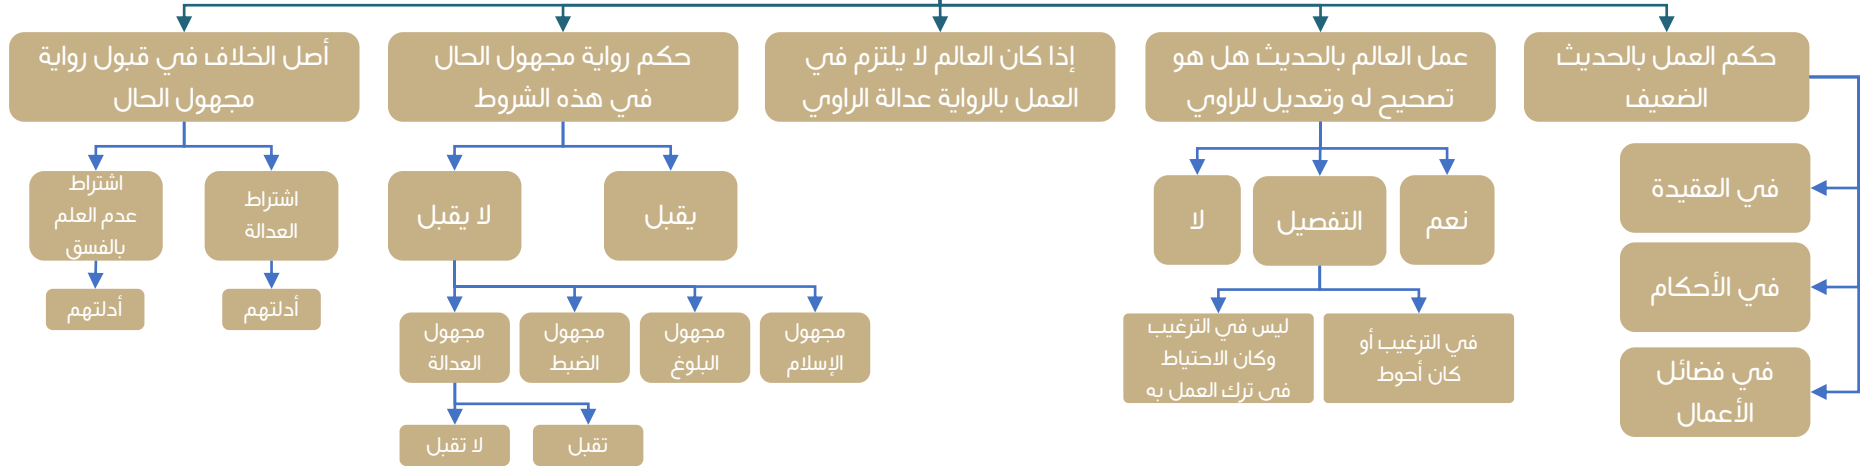 حكم العمل بالحديث
الضعيف
في العقيدة
في الأحكام
في فضائل
الأعمال
عمل العالم بالحديث هل هو
تصحيح له وتعديل للراوي
نعم
التفصيل
لا
في الترغيب أو
كان أحوط
ليس في الترغيب
وكان الاحتياط
في ترك العمل به
إذا كان العالم لا يلتزم في
العمل بالرواية عدالة الراوي
حكم رواية مجهول الحال
في هذه الشروط
يقبل
لا يقبل
مجهول
الإسلام
مجهول
البلوغ
مجهول
الضبط
مجهول
العدالة
تقبل
لا تقبل
أصل الخلاف في قبول رواية
مجهول الحال
اشتراط
العدالة
أدلتهم
اشتراط
عدم العلم
بالفسق
أدلتهم